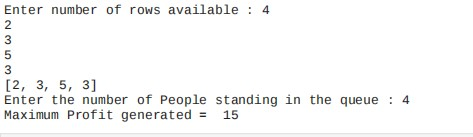 Enter number of rows available : 4
2
3
5
3
[2, 3, 5, 3]
Enter the number of People standing in the queue : 4
Maximum Profit generated =  15